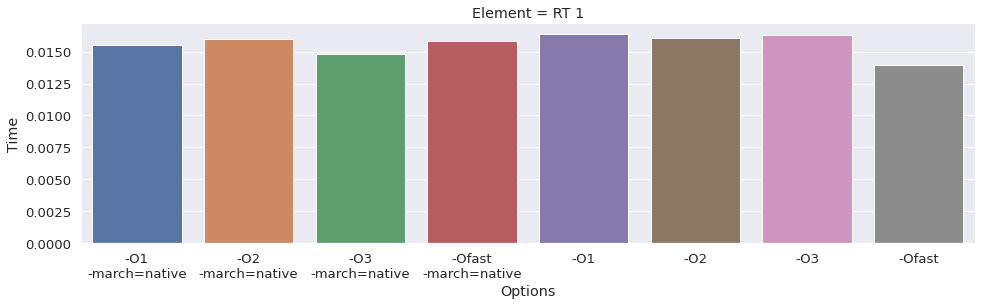 Element = RT 1
Time
0.0150
0.0125
0.0100
0.0075
0.0050
0.0025
0.0000
-O1
-march=native
-O2
-march=native
-O3
-march=native
-Ofast
-march=native
-O1
-O2
-O3
-Ofast
Options